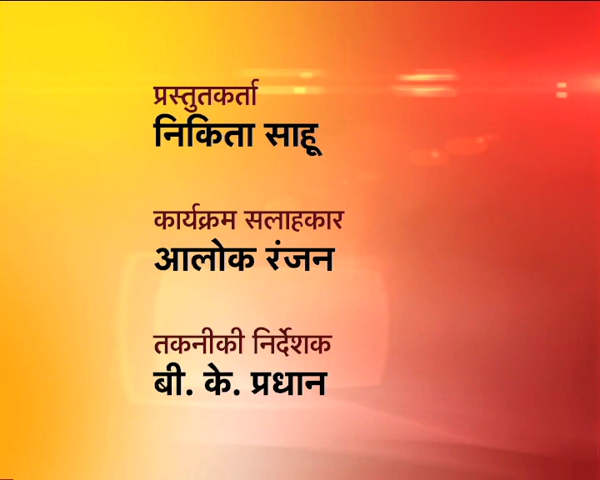 प्रस्तुतकर्ता
निकिता साहू
कार्यक्रम सलाहकार
आलोक रंजन
तकनीकी निर्देशक
बी. के. प्रधान